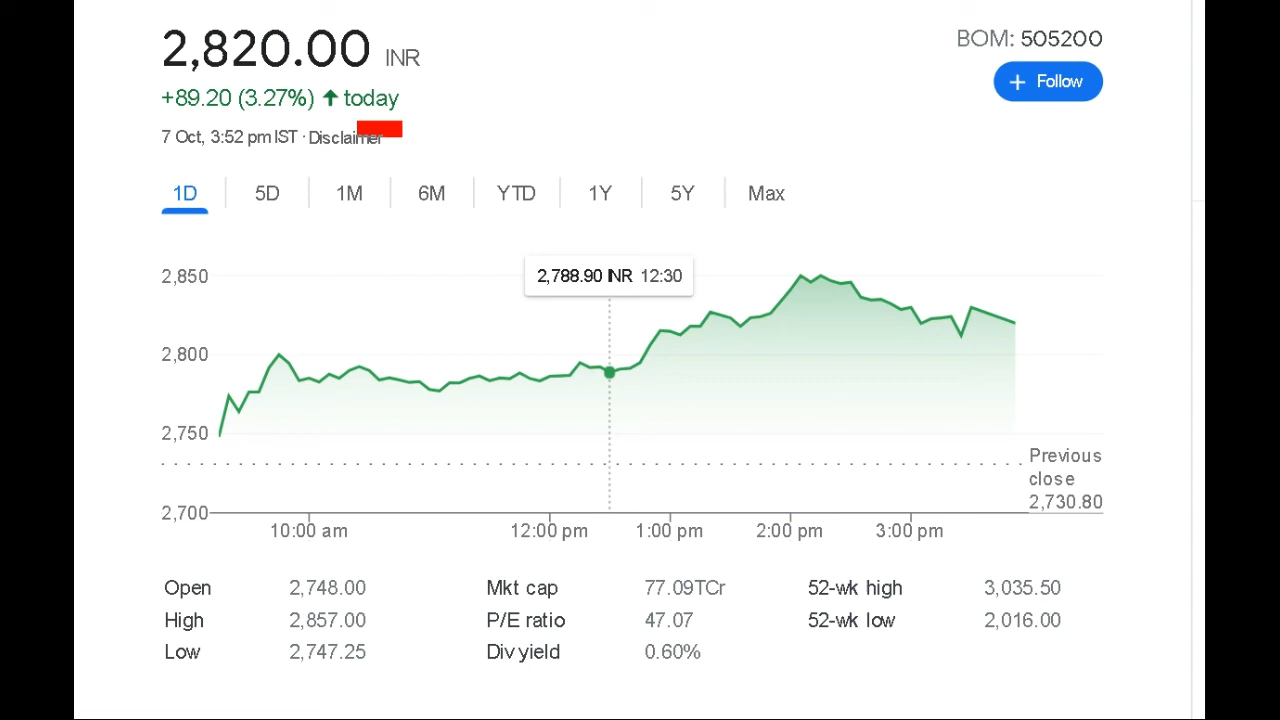 2,820.00 INR
BOM: 505200
+89.20 (3.27%) ↑ today
+ Follow
7 Oct, 3:52 pm IST · Disclaimer
1D 5D 1M 6M YTD 1Y 5Y Max
2,788.90 INR 12:30
2,850
2,800
2,750
2,700
Previous
close
2,730.80
10:00 am 12:00 pm 1:00 pm 2:00 pm 3:00 pm
Open 2,748.00 Mkt cap 77.09TCr 52-wk high 3,035.50
High 2,857.00 P/E ratio 47.07 52-wk low 2,016.00
Low 2,747.25 Div yield 0.60%